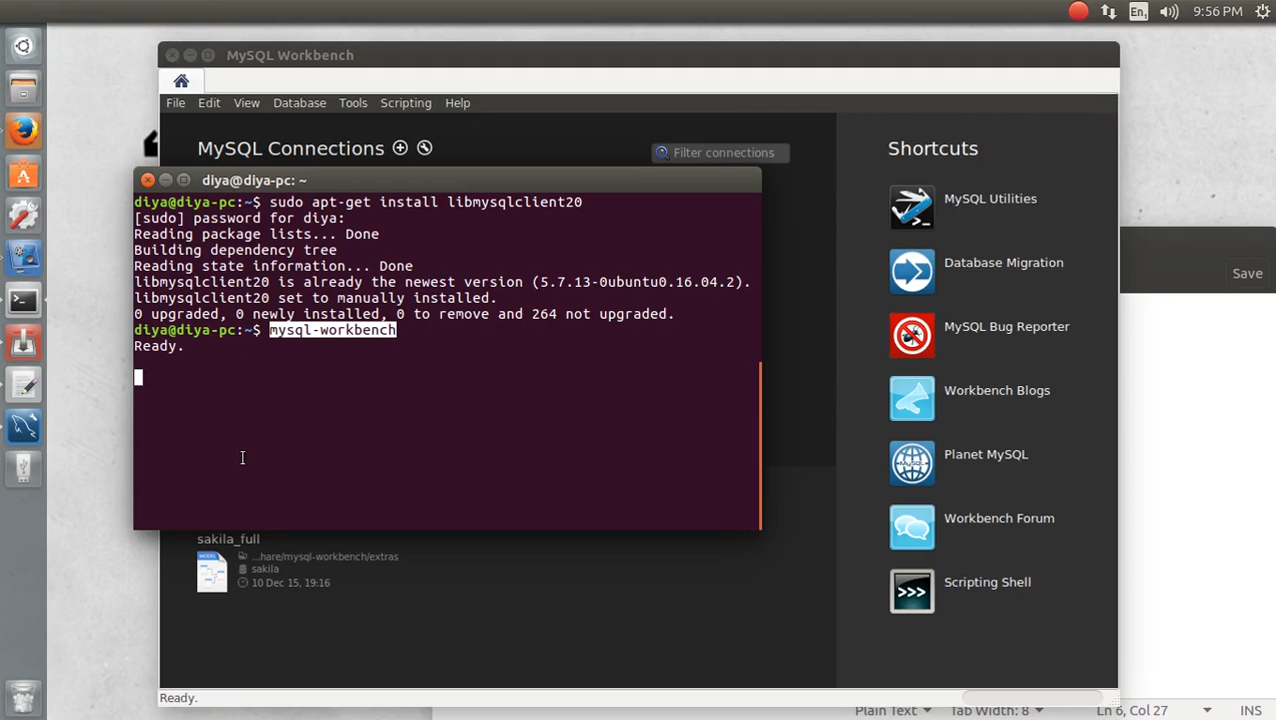 En1
9:56 PM
MySQL Workbench
File Edit View Database Tools Scripting Help
MySQL Connections
Filter connections
Shortcuts
diya@diya-pc: ~
diya@diya-pc:~$ sudo apt-get install libmysqlclient20
[sudo] password for diya:
Reading package lists... Done
Building dependency tree
Reading state information... Done
libmysqlclient20 is already the newest version (5.7.13-0ubuntu0.16.04.2).
libmysqlclient20 set to manually installed.
0 upgraded, 0 newly installed, 0 to remove and 264 not upgraded.
diya@diya-pc:~$ mysql-workbench
Ready.
MySQL Utilities
Database Migration
MySQL Bug Reporter
Workbench Blogs
Planet MySQL
Workbench Forum
>>>
Scripting Shell
Save
sakila_full
MODEL
...hare/mysql-workbench/extras
sakila
10 Dec 15, 19:16
Ready.
Plain Text
Tab Width: 8
Ln 6, Col 27
INS